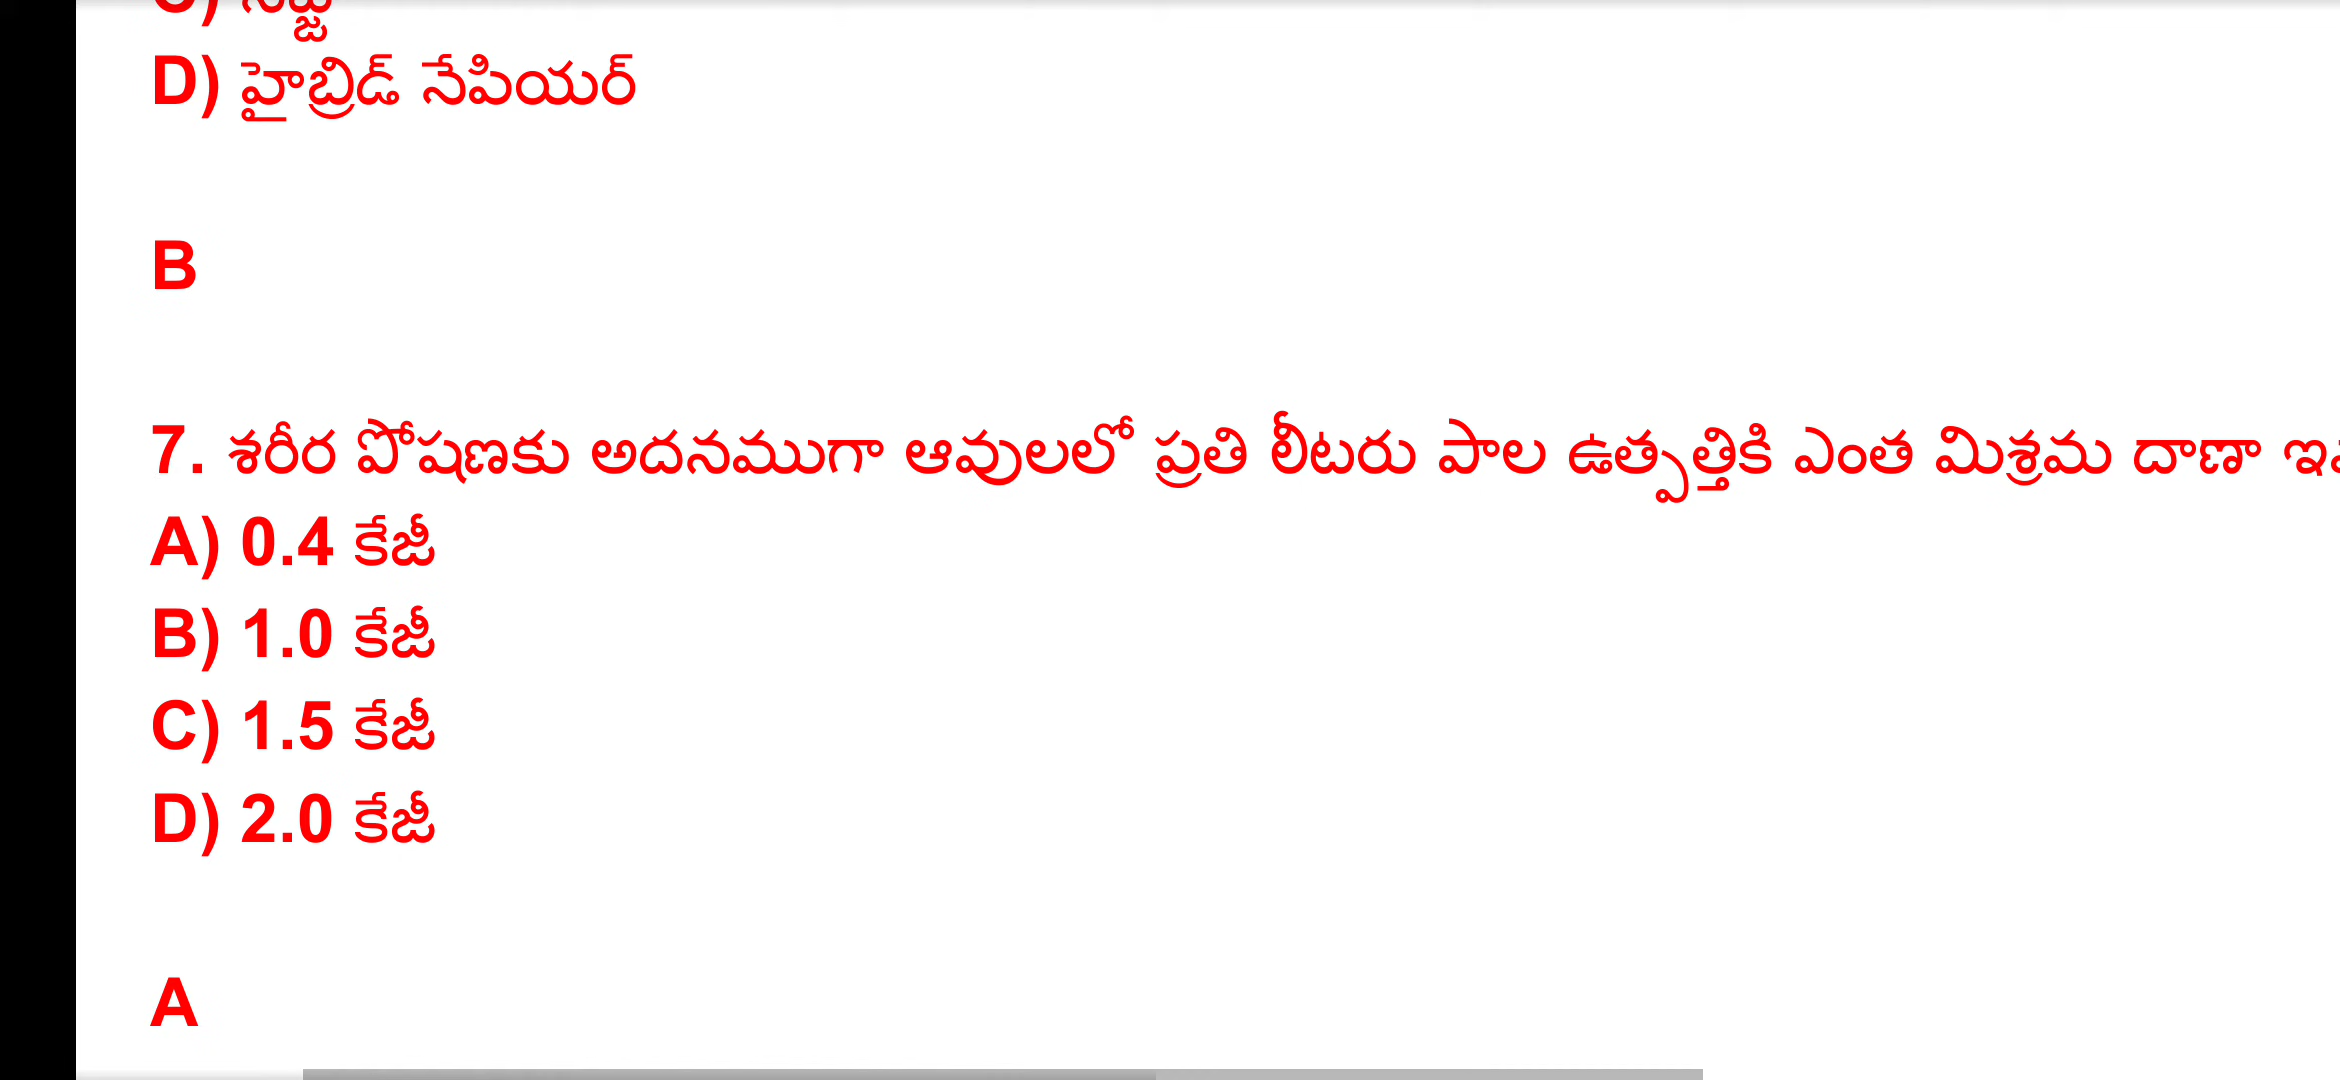 D) హైబ్రిడ్ నేపియర్
B
7. శరీర పోషణకు అదనముగా ఆవులలో ప్రతి లీటరు పాల ఉత్పత్తికి ఎంత మిశ్రమ దాణా
A) 0.4 కేజీ
B) 1.0 కేజీ
C) 1.5 కేజీ
D) 2.0 కేజీ
A